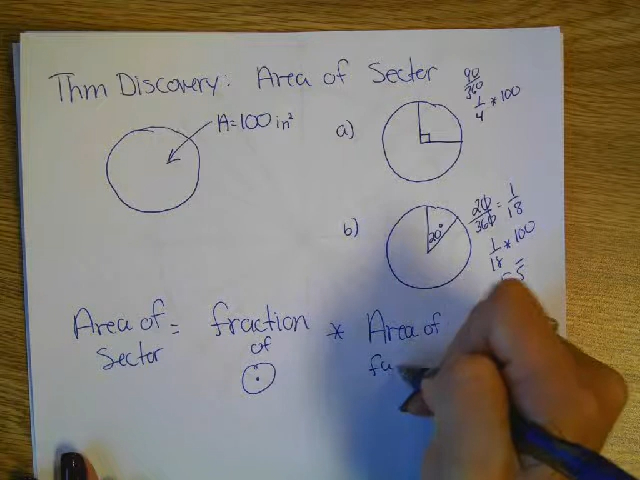 Thm Discovery: Area of Sector
A=100 in²
a)
90/360
1/4 * 100
b)
20°
20/360 = 1/18
1/18 * 100
Area of Sector = fraction of ⊙ * Area of
fu